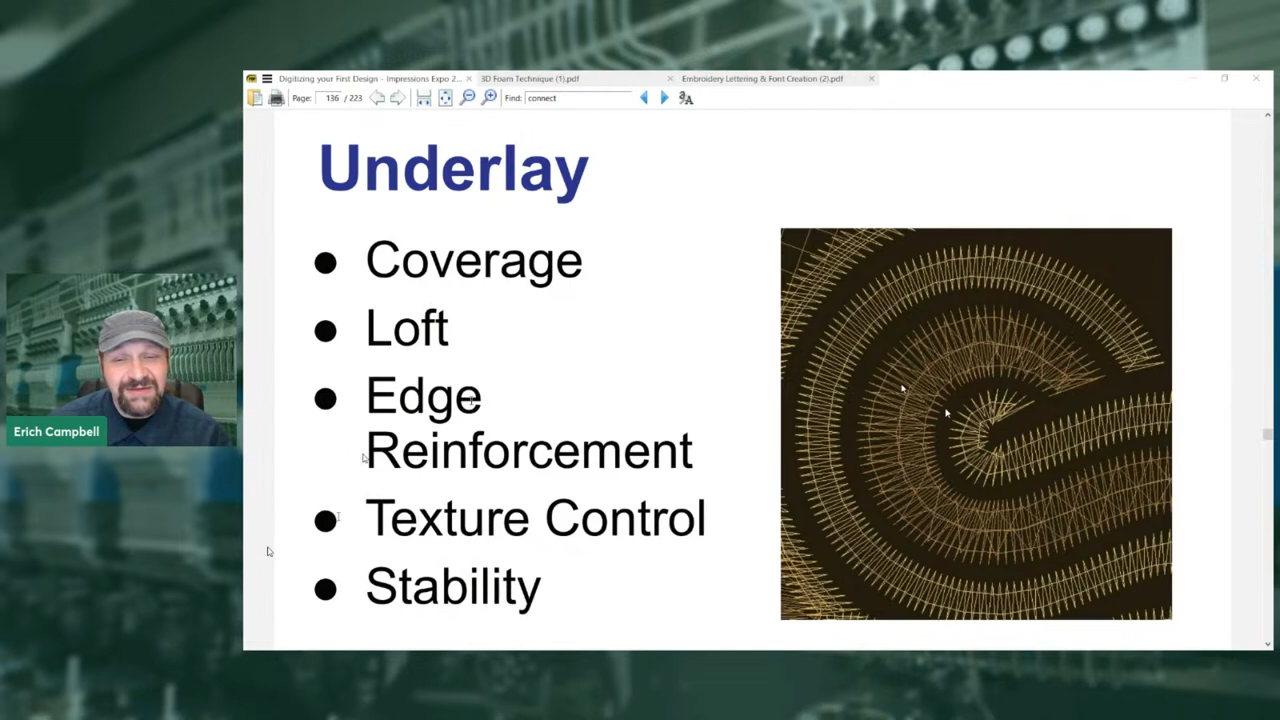 Digitizing your First Design - Impressions Expo 2... 3D Foam Technique (1).pdf Embroidery Lettering & Font Creation (2).pdf
Page: 136 / 223 Find: connect
Underlay
● Coverage
● Loft
● Edge
Reinforcement
● Texture Control
● Stability
Erich Campbell